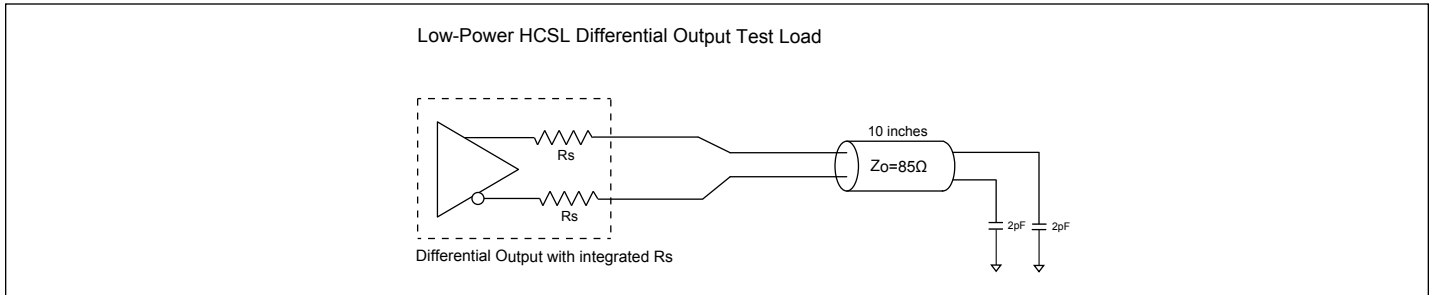 Low-Power HCSL Differential Output Test Load
10 inches
Rs
Zo=85Ω
Rs
2pF
2pF
Differential Output with integrated Rs